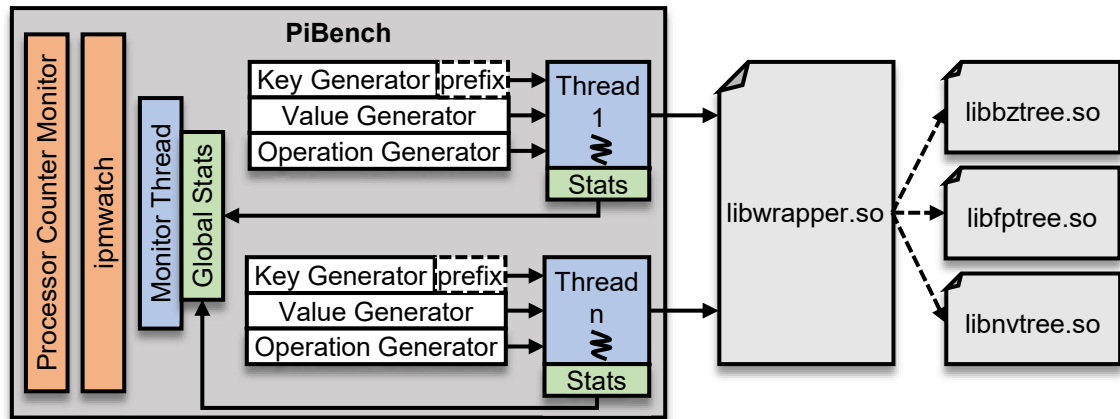 PiBench
Processor Counter Monitor
ipmwatch
Monitor Thread
Global Stats
Key Generator prefix
Value Generator
Operation Generator
Thread
1
Stats
Key Generator prefix
Value Generator
Operation Generator
Thread
n
Stats
libwrapper.so
libbztree.so
libfptree.so
libnvtree.so